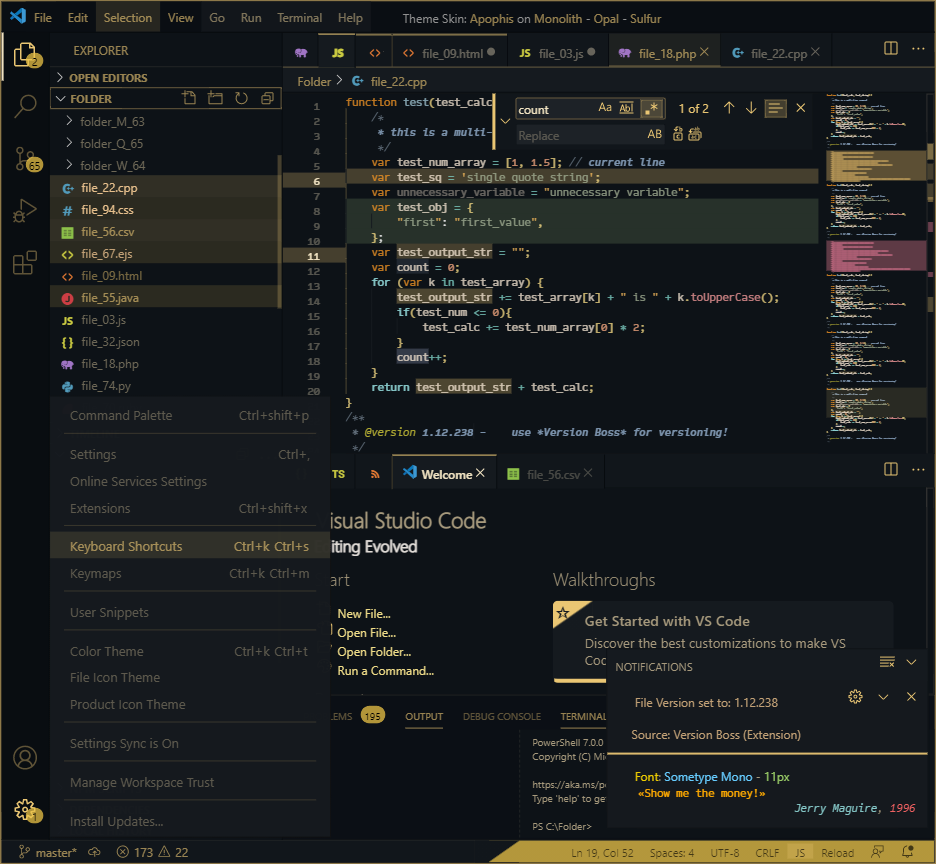 File Edit Selection View Go Run Terminal Help Theme Skin: Apophis on Monolith - Opal - Sulfur
2
EXPLORER
OPEN EDITORS
FOLDER
folder_M_63
folder_Q_65
folder_W_64
65
file_22.cpp
file_94.css
file_56.csv
file_67.ejs
file_09.html
file_55.java
file_03.js
file_32.json
file_18.php
file_74.py
JS file_09.html JS file_03.js file_18.php file_22.cpp
Folder > file_22.cpp
count Aa Abl .* 1 of 2
Replace AB
1 function test(test_calc
2 /*
3 * this is a multi-
4 */
5 var test_num_array = [1, 1.5]; // current line
6 var test_sq = 'single quote string';
7 var unnecessary_variable = "unnecessary variable";
8 var test_obj = {
9 "first": "first_value",
10 };
11 var test_output_str = "";
12 var count = 0;
13 for (var k in test_array) {
14 test_output_str += test_array[k] + " is " + k.toUpperCase();
15 if(test_num <= 0){
16 test_calc += test_num_array[0] * 2;
17 }
18 count++;
19 }
20 return test_output_str + test_calc;
}
/**
* @version 1.12.238 - use *Version Boss* for versioning!
*/
Command Palette Ctrl+shift+p
Settings Ctrl+,
Online Services Settings
Extensions Ctrl+shift+x
Keyboard Shortcuts Ctrl+k Ctrl+s
Keymaps Ctrl+k Ctrl+m
User Snippets
Color Theme Ctrl+k Ctrl+t
File Icon Theme
Product Icon Theme
Settings Sync is On
Manage Workspace Trust
Install Updates...
TS Welcome file_56.csv
isual Studio Code
iting Evolved
art
New File...
Open File...
Open Folder...
Run a Command...
Walkthroughs
Get Started with VS Code
Discover the best customizations to make VS
Coc
LEMS 195 OUTPUT DEBUG CONSOLE TERMINAL
PowerShell 7.0.0
Copyright (C) Mi
https://aka.ms/p
Type 'help' to ge
PS C:\Folder>
NOTIFICATIONS
File Version set to: 1.12.238
Source: Version Boss (Extension)
Font: Sometype Mono - 11px
«Show me the money!»
Jerry Maguire, 1996
1
master* 173 22 Ln 19, Col 52 Spaces: 4 UTF-8 CRLF JS Reload